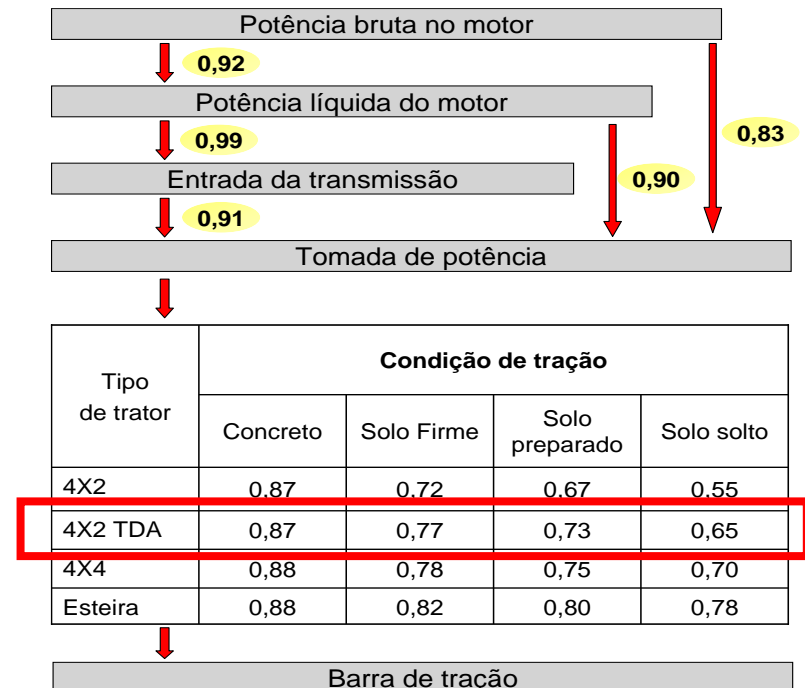 Potência bruta no motor
0,92
Potência líquida do motor
0,99
0,83
Entrada da transmissão
0,90
0,91
Tomada de potência
Tipo
de trator
Condição de tração
Concreto
Solo Firme
Solo
preparado
Solo solto
4X2 0,87 0,72 0,67 0,55
4X2 TDA 0,87 0,77 0,73 0,65
4X4 0,88 0,78 0,75 0,70
Esteira 0,88 0,82 0,80 0,78
Barra de tração